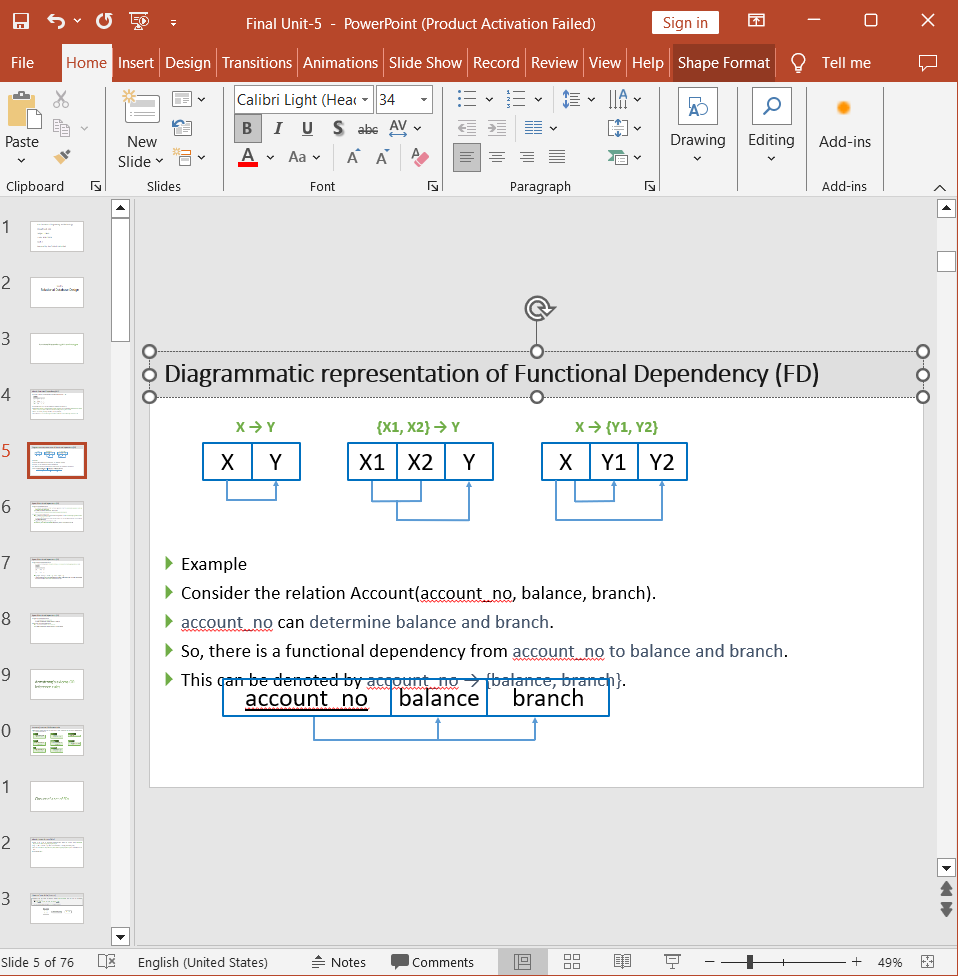 Final Unit-5 - PowerPoint (Product Activation Failed)
Sign in
File Home Insert Design Transitions Animations Slide Show Record Review View Help Shape Format Tell me
Calibri Light (Hea 34
B I U S abc AV
A Aa A A
Paste
New
Slide
Drawing
Editing
Add-ins
Clipboard Slides Font Paragraph Add-ins
1
2
3
4
5
6
7
8
9
0
1
2
3
Diagrammatic representation of Functional Dependency (FD)
X → Y {X1, X2} → Y X → {Y1, Y2}
X Y X1 X2 Y X Y1 Y2
Example
Consider the relation Account(account_no, balance, branch).
account_no can determine balance and branch.
So, there is a functional dependency from account_no to balance and branch.
This can be denoted by account_no → {balance, branch}.
account_no balance branch
Slide 5 of 76 English (United States) Notes Comments 49%